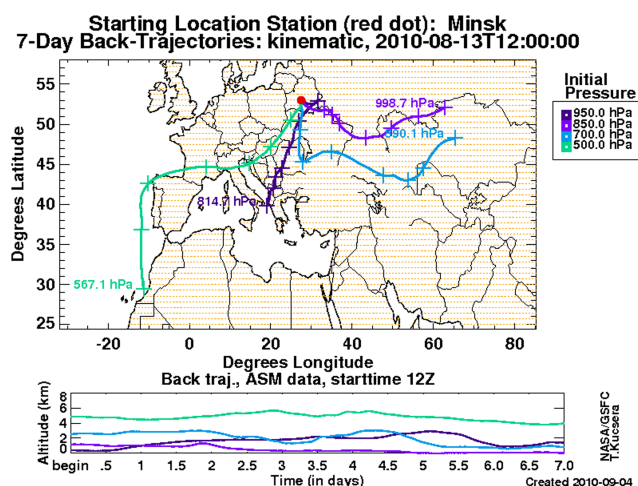 Starting Location Station (red dot): Minsk
7-Day Back-Trajectories: kinematic, 2010-08-13T12:00:00
Initial
Pressure
950.0 hPa
850.0 hPa
700.0 hPa
500.0 hPa
Degrees Latitude
55
50
45
40
35
30
25
998.7 hPa
990.1 hPa
814.7 hPa
567.1 hPa
-20
0
20
40
60
80
Degrees Longitude
Back traj., ASM data, starttime 12Z
Altitude (km)
8
6
4
2
0
begin .5 1 1.5 2 2.5 3 3.5 4 4.5 5 5.5 6 6.5 7.0
Time (in days)
NASA/GSFC
T.Kucsera
Created 2010-09-04